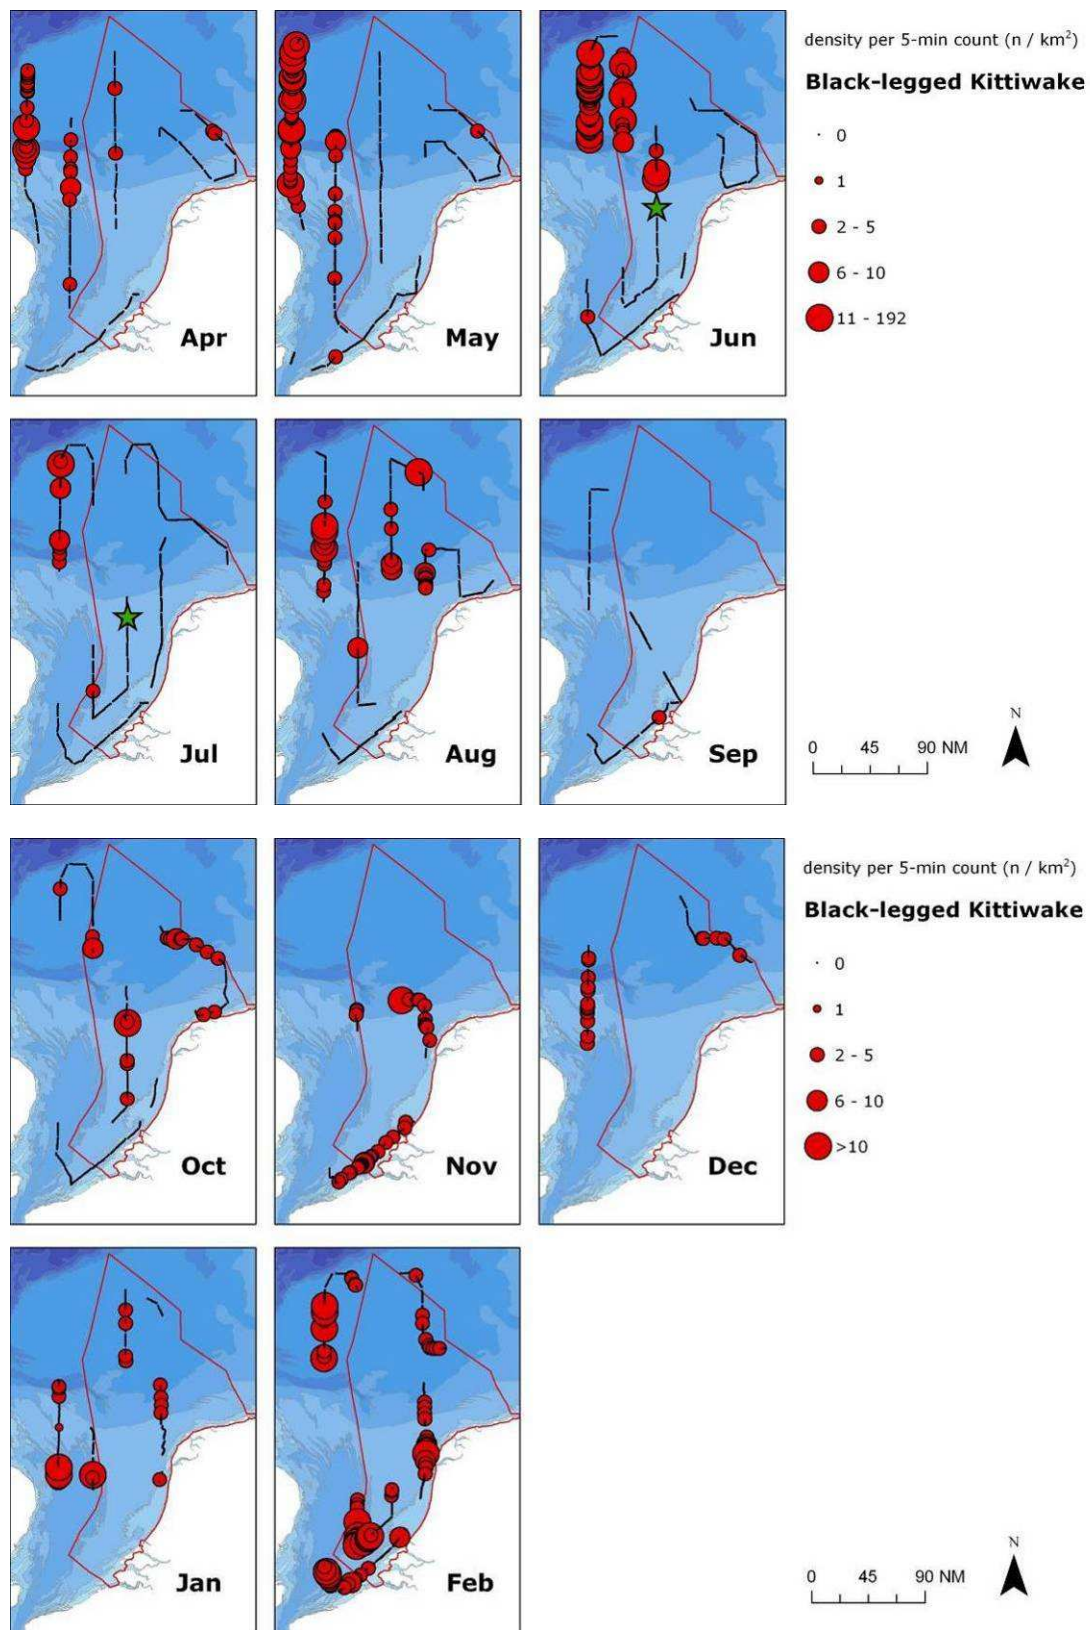 density per 5-min count (n / km²)
Black-legged Kittiwake
0
1
2 - 5
6 - 10
11 - 192
Apr
May
Jun
Jul
Aug
Sep
N
0 45 90 NM
density per 5-min count (n / km²)
Black-legged Kittiwake
0
1
2 - 5
6 - 10
>10
Oct
Nov
Dec
Jan
Feb
N
0 45 90 NM